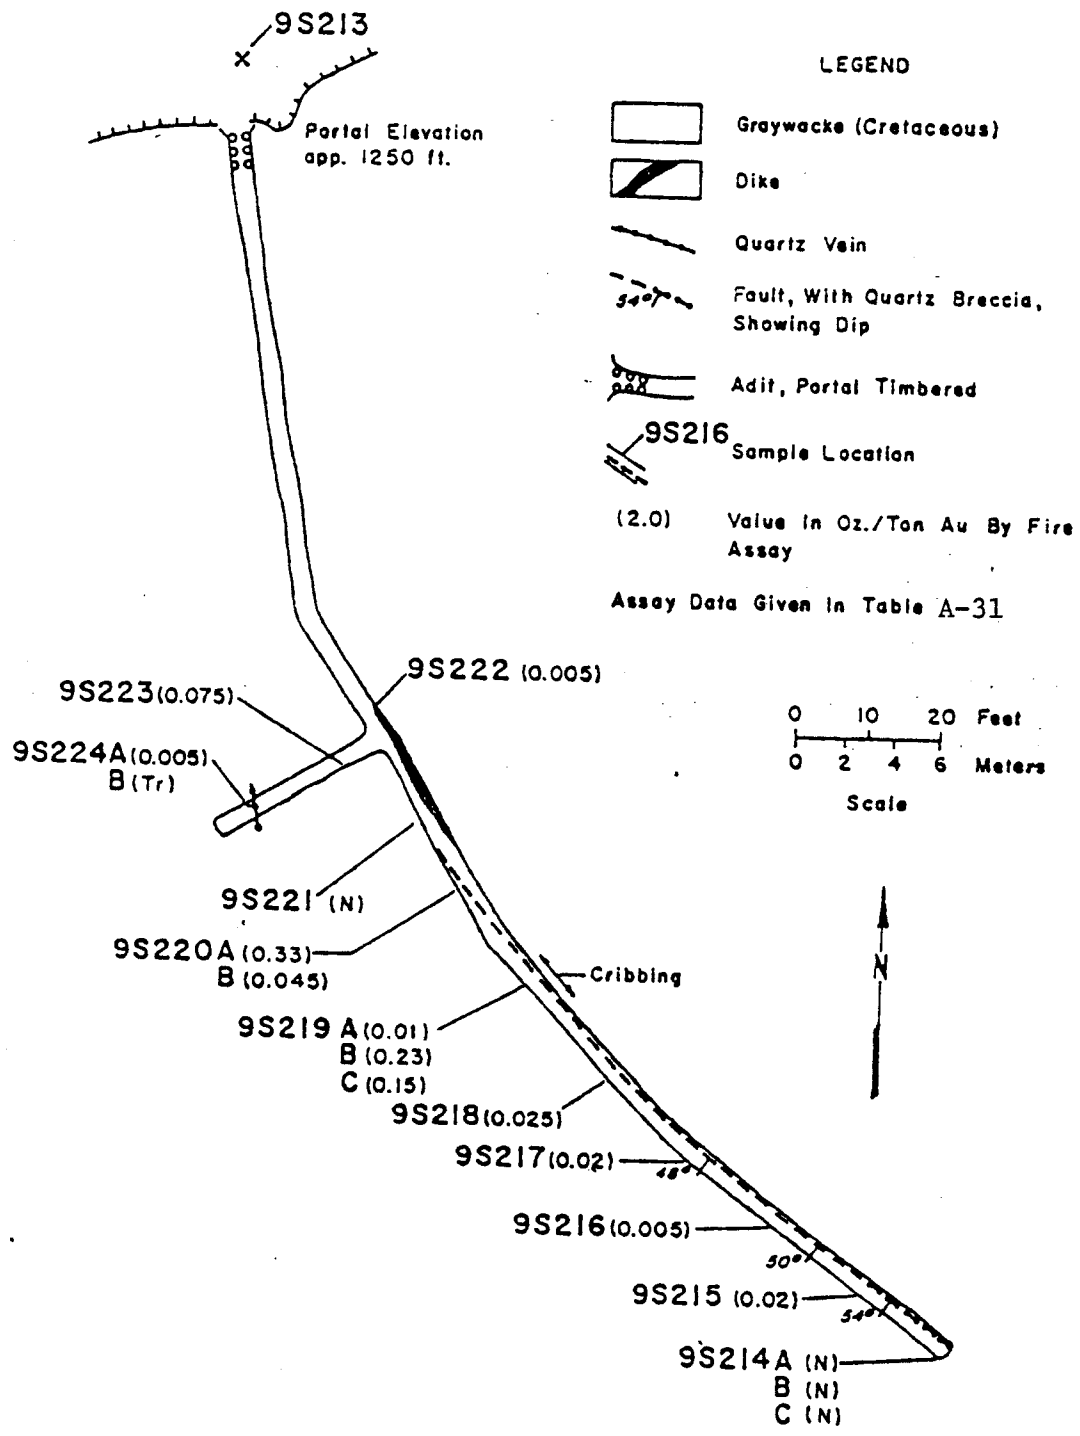 9S213
Portal Elevation
app. 1250 ft.
LEGEND
Graywacke (Cretaceous)
Dike
Quartz Vein
54°
Fault, With Quartz Breccia,
Showing Dip
Adit, Portal Timbered
9S216
Sample Location
(2.0) Value In Oz./Ton Au By Fire
Assay
Assay Data Given In Table A-31
9S222 (0.005)
9S223 (0.075)
9S224A (0.005)
B (Tr)
0 10 20 Feet
0 2 4 6 Meters
Scale
9S221 (N)
9S220A (0.33)
B (0.045)
Cribbing
N
9S219 A (0.01)
B (0.23)
C (0.15)
9S218 (0.025)
9S217 (0.02)
48°
9S216 (0.005)
50°
9S215 (0.02)
54°
9S214A (N)
B (N)
C (N)